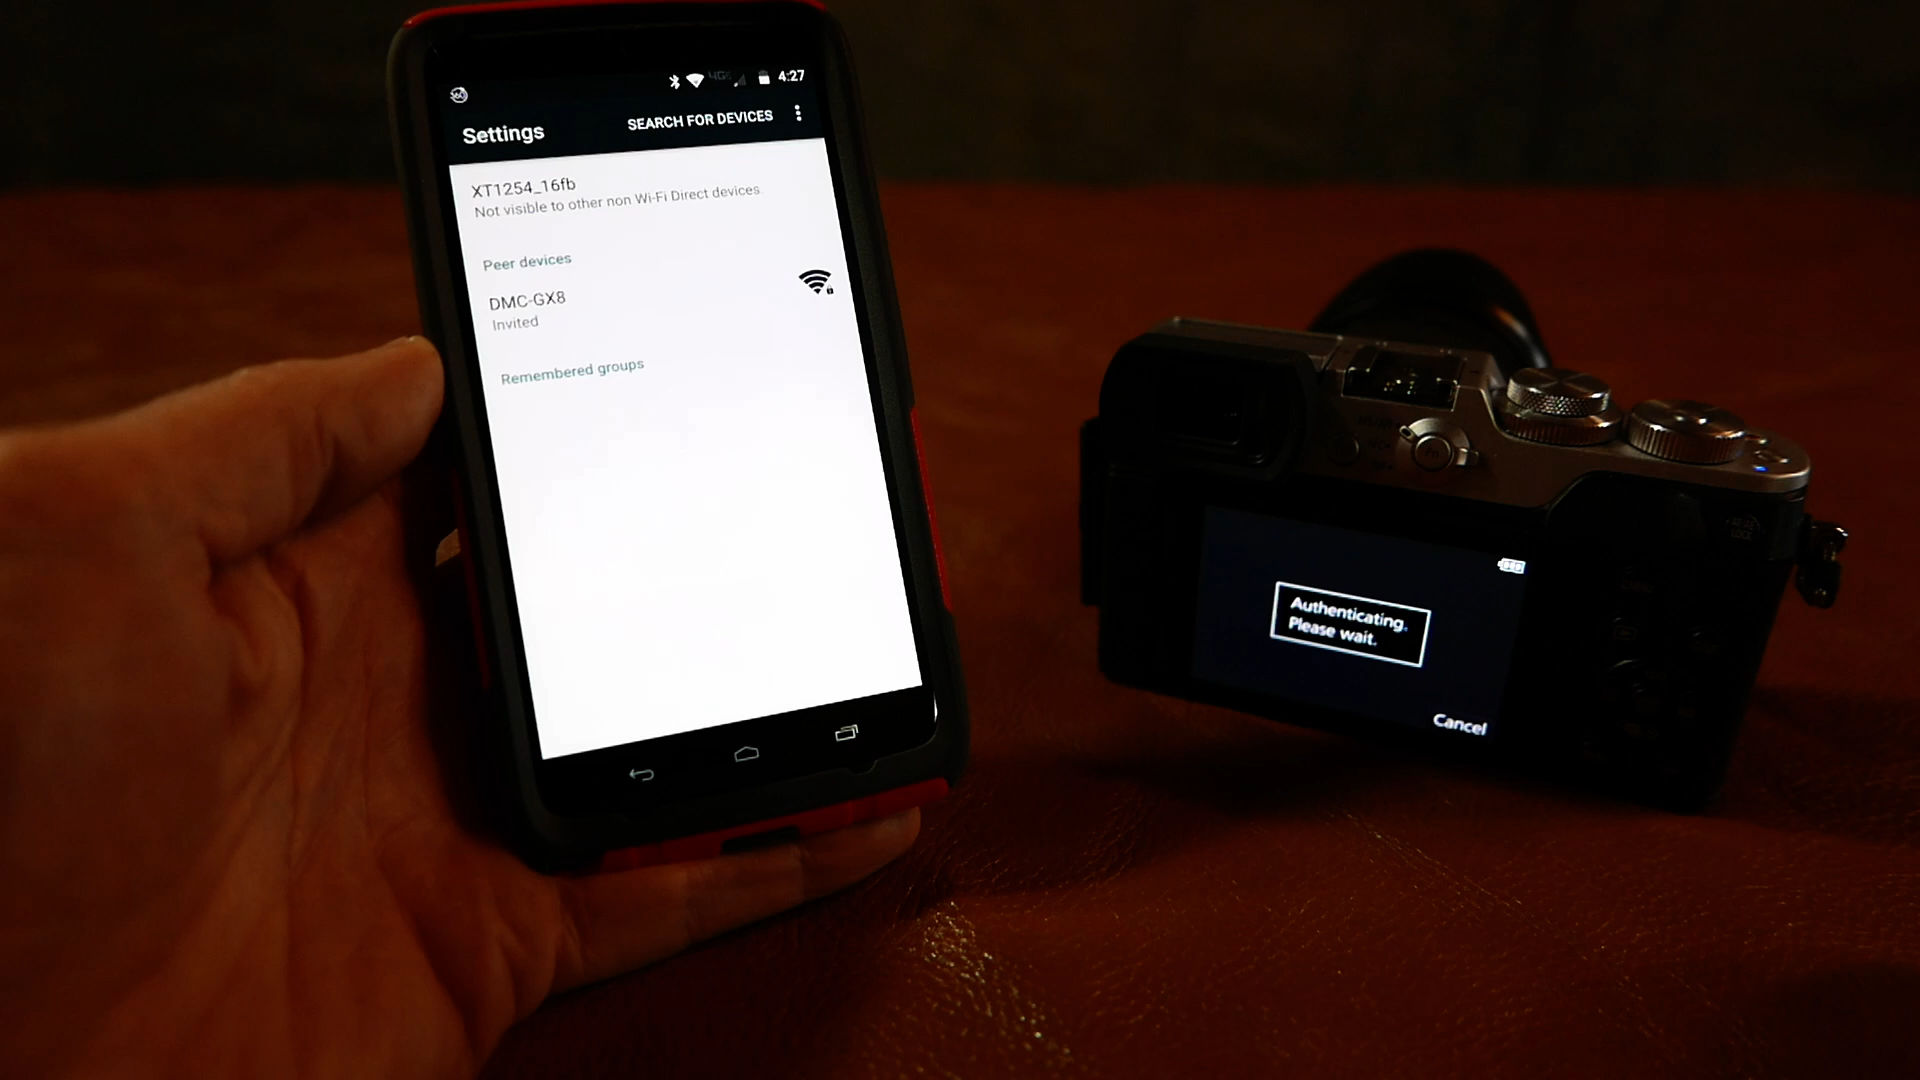 4:27
Settings
SEARCH FOR DEVICES
XT1254_16fb
Not visible to other non Wi-Fi Direct devices.
Peer devices
DMC-GX8
Invited
Remembered groups
Authenticating.
Please wait.
Cancel